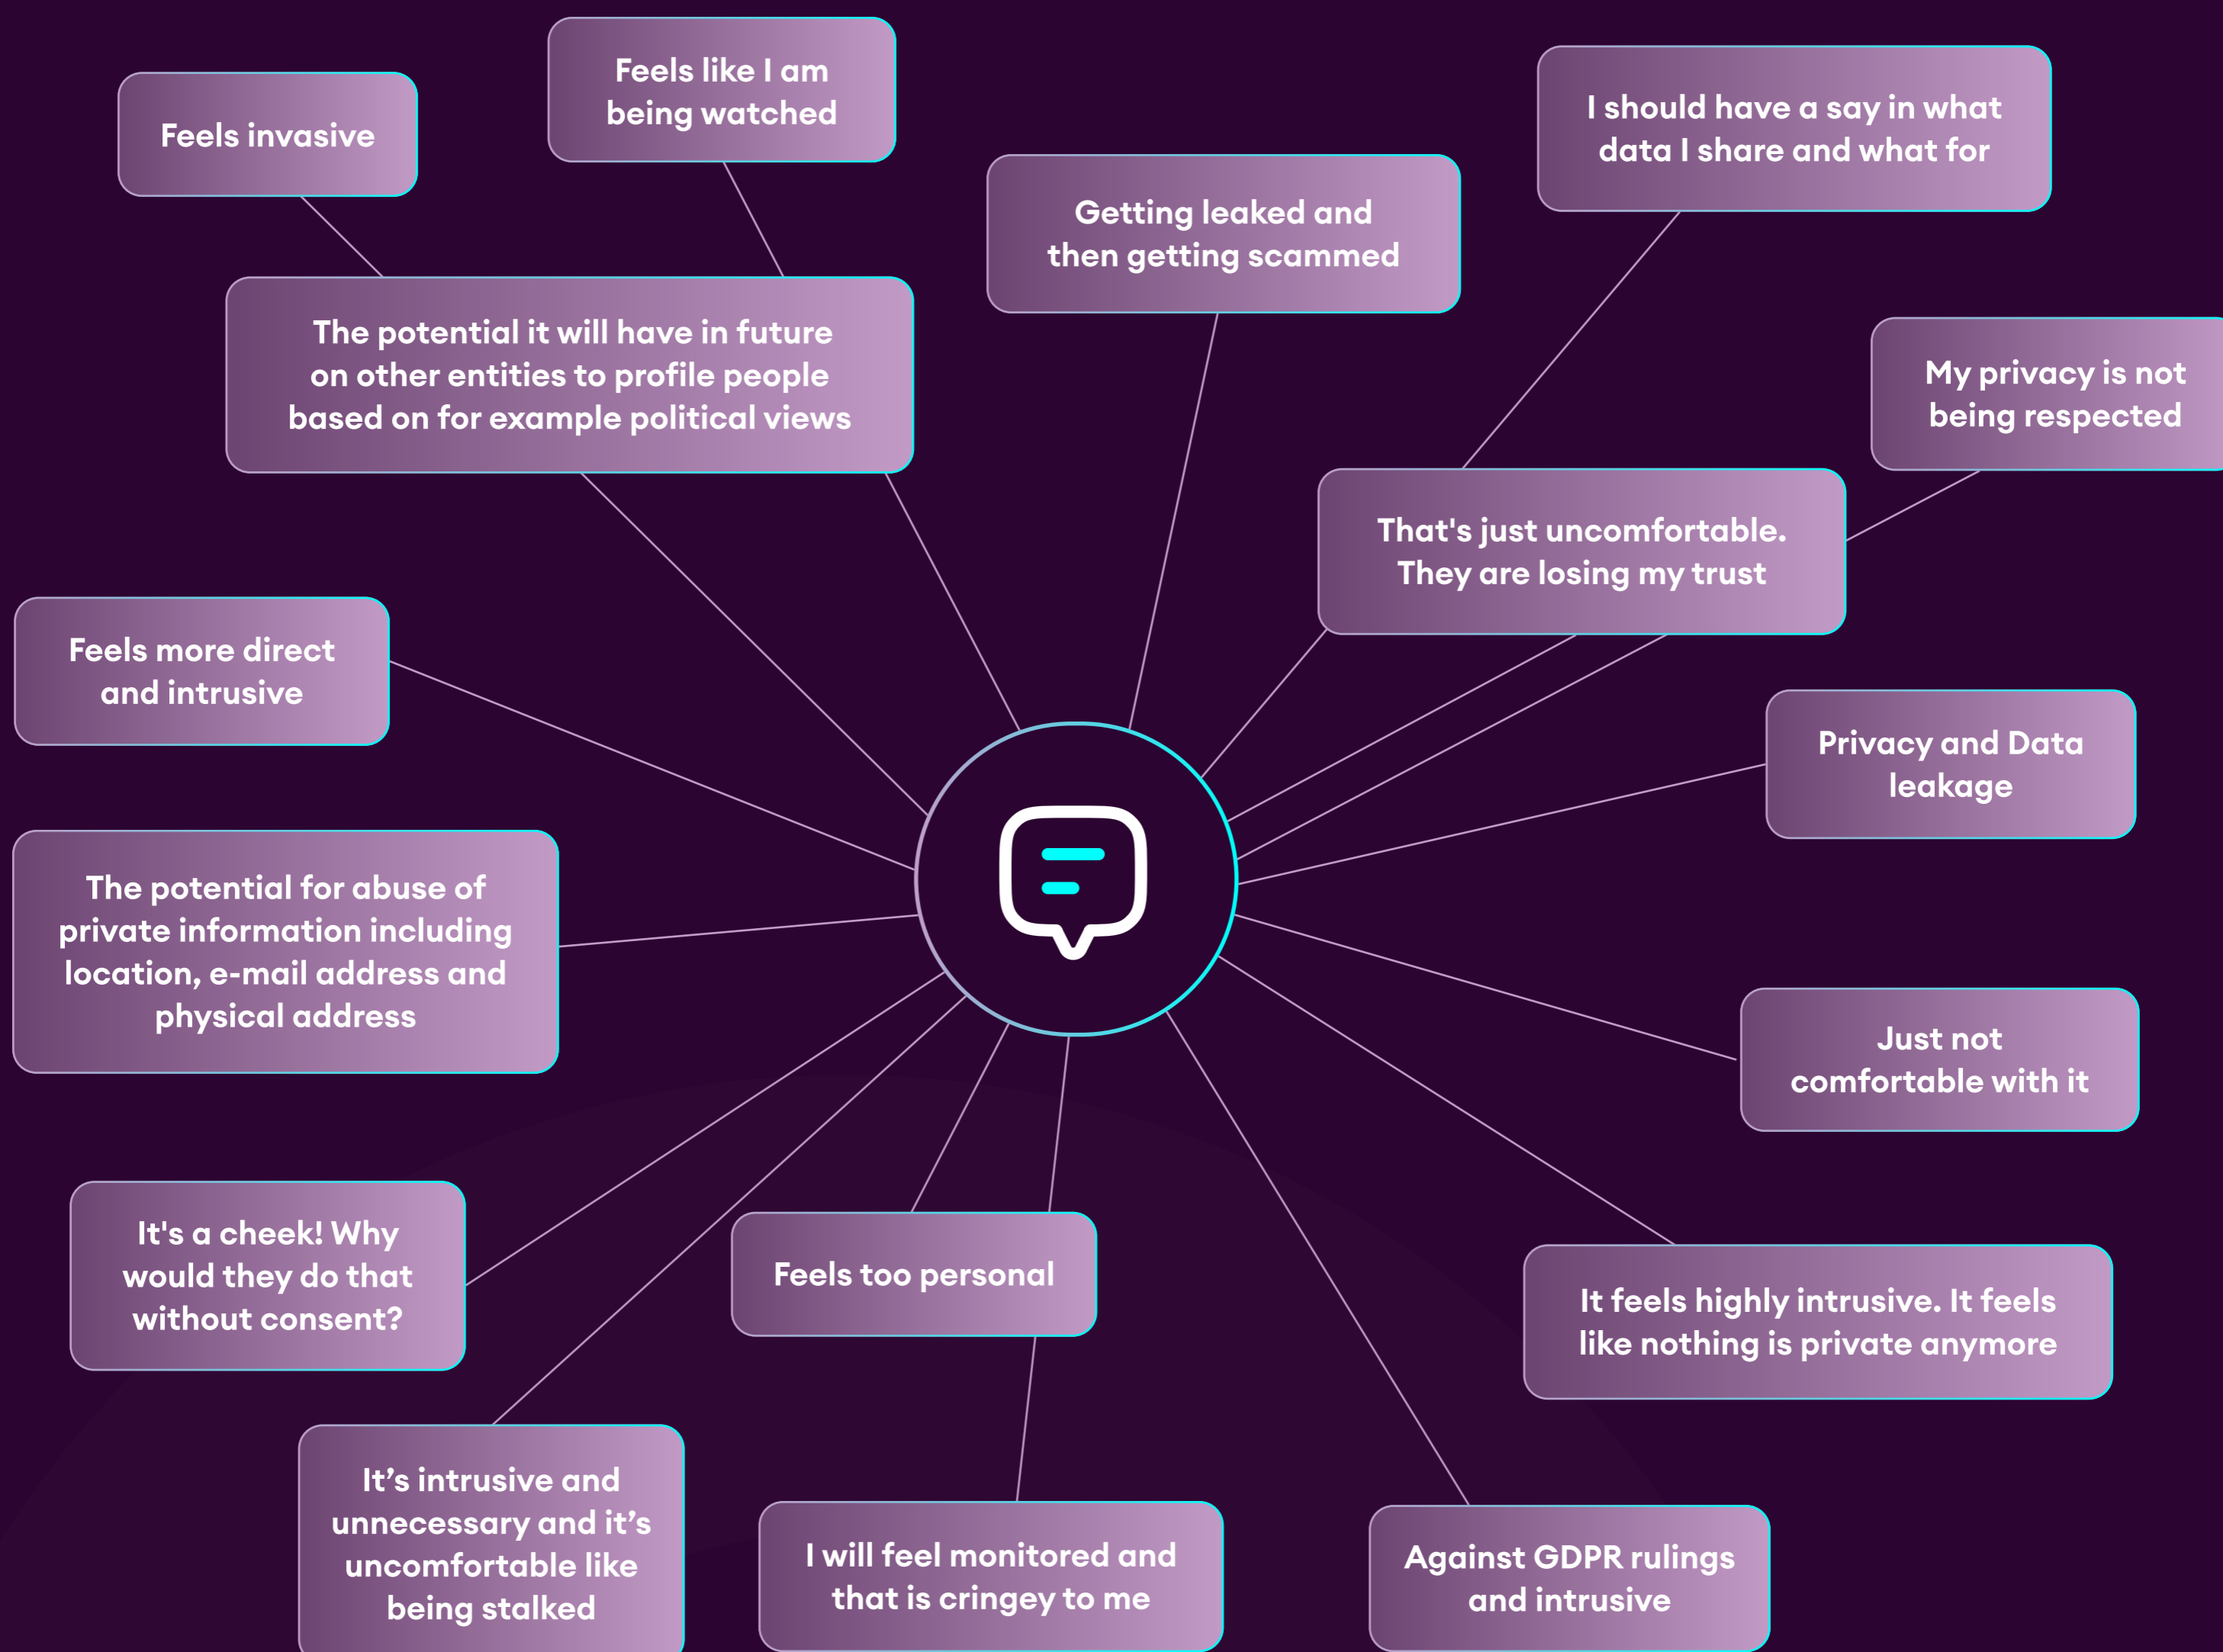 Feels like I am
being watched
Feels invasive
I should have a say in what
data I share and what for
Getting leaked and
then getting scammed
The potential it will have in future
on other entities to profile people
based on for example political views
My privacy is not
being respected
That's just uncomfortable.
They are losing my trust
Feels more direct
and intrusive
Privacy and Data
leakage
The potential for abuse of
private information including
location, e-mail address and
physical address
Just not
comfortable with it
It's a cheek! Why
would they do that
without consent?
Feels too personal
It feels highly intrusive. It feels
like nothing is private anymore
It’s intrusive and
unnecessary and it’s
uncomfortable like
being stalked
I will feel monitored and
that is cringey to me
Against GDPR rulings
and intrusive